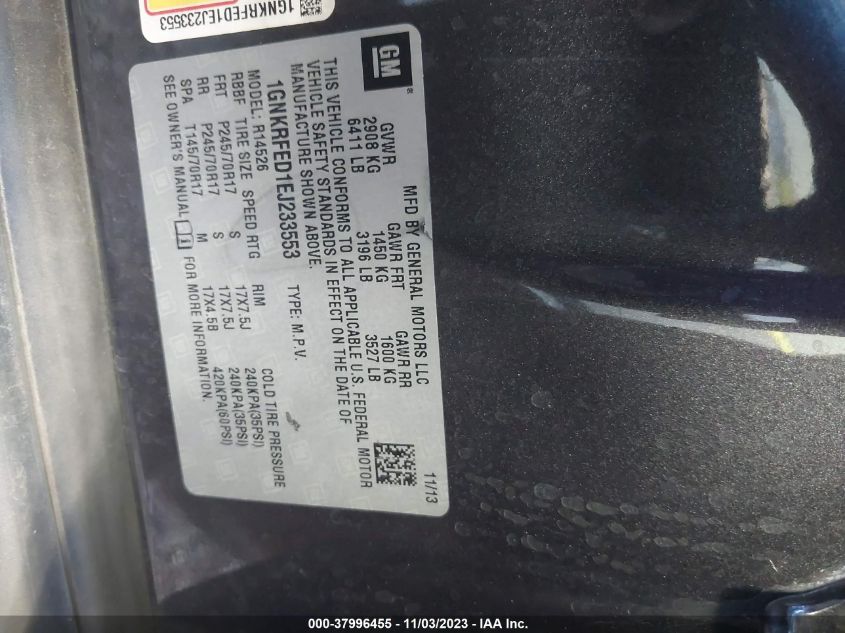 1GNKRFED1EJ233553
GM
®
MFD BY GENERAL MOTORS LLC 11/13
GVWR GAWR FRT GAWR RR
2908 KG 1450 KG 1600 KG
6411 LB 3196 LB 3527 LB
THIS VEHICLE CONFORMS TO ALL APPLICABLE U.S. FEDERAL MOTOR
VEHICLE SAFETY STANDARDS IN EFFECT ON THE DATE OF
MANUFACTURE SHOWN ABOVE.
1GNKRFED1EJ233553 TYPE: M.P.V.
MODEL: R14526
RBBF TIRE SIZE SPEED RTG RIM COLD TIRE PRESSURE
FRT P245/70R17 S 17X7.5J 240KPA(35PSI)
RR P245/70R17 S 17X7.5J 240KPA(35PSI)
SPA T145/70R17 M 17X4.5B 420KPA(60PSI)
SEE OWNER'S MANUAL FOR MORE INFORMATION.
000-37996455 - 11/03/2023 - IAA Inc.